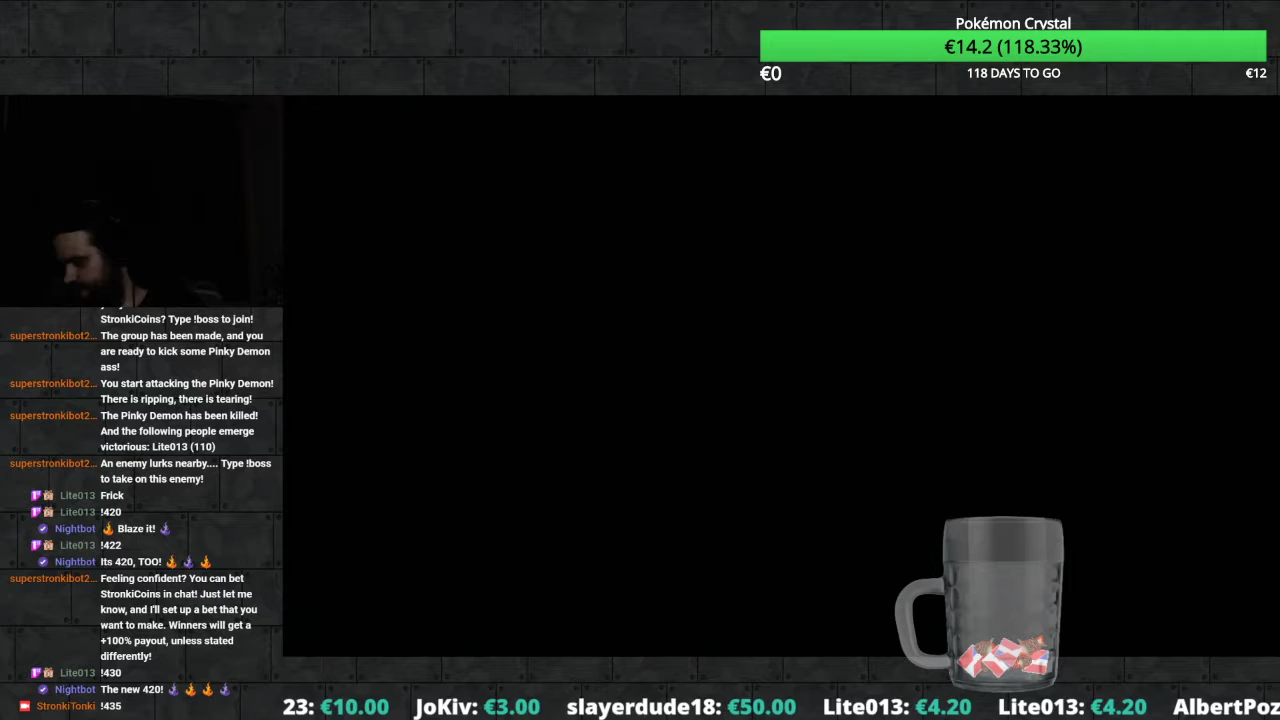 Pokémon Crystal
€14.2 (118.33%)
€0
118 DAYS TO GO
€12
StronkiCoins? Type !boss to join!
superstronkibot2... The group has been made, and you
are ready to kick some Pinky Demon
ass!
superstronkibot2... You start attacking the Pinky Demon!
There is ripping, there is tearing!
superstronkibot2... The Pinky Demon has been killed!
And the following people emerge
victorious: Lite013 (110)
superstronkibot2... An enemy lurks nearby.... Type !boss
to take on this enemy!
Lite013 Frick
Lite013 !420
Nightbot Blaze it!
Lite013 !422
Nightbot Its 420, TOO!
superstronkibot2... Feeling confident? You can bet
StronkiCoins in chat! Just let me
know, and I'll set up a bet that you
want to make. Winners will get a
+100% payout, unless stated
differently!
Lite013 !430
Nightbot The new 420!
StronkiTonki !435
23: €10.00 JoKiv: €3.00 slayerdude18: €50.00 Lite013: €4.20 Lite013: €4.20 AlbertPoz